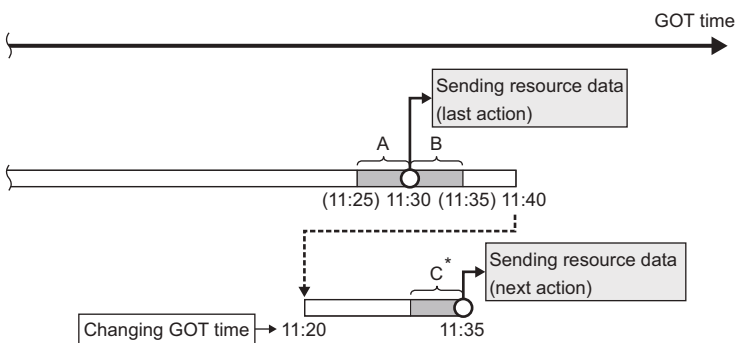 GOT time
Sending resource data
(last action)
A B
(11:25) 11:30 (11:35) 11:40
C*
Sending resource data
(next action)
Changing GOT time 11:20 11:35